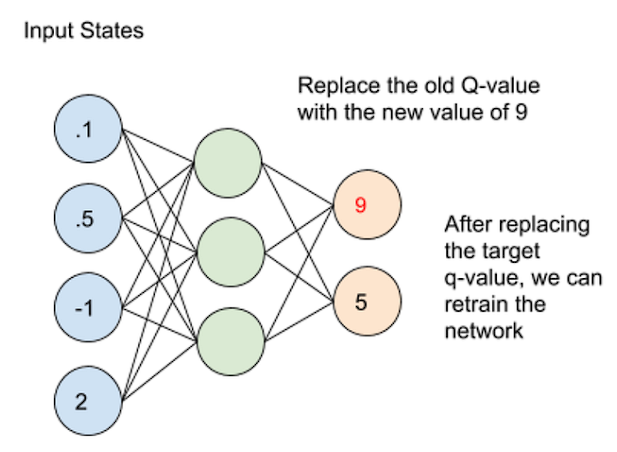 Input States
Replace the old Q-value
with the new value of 9
.1
.5
-1
2
9
5
After replacing
the target
q-value, we can
retrain the
network